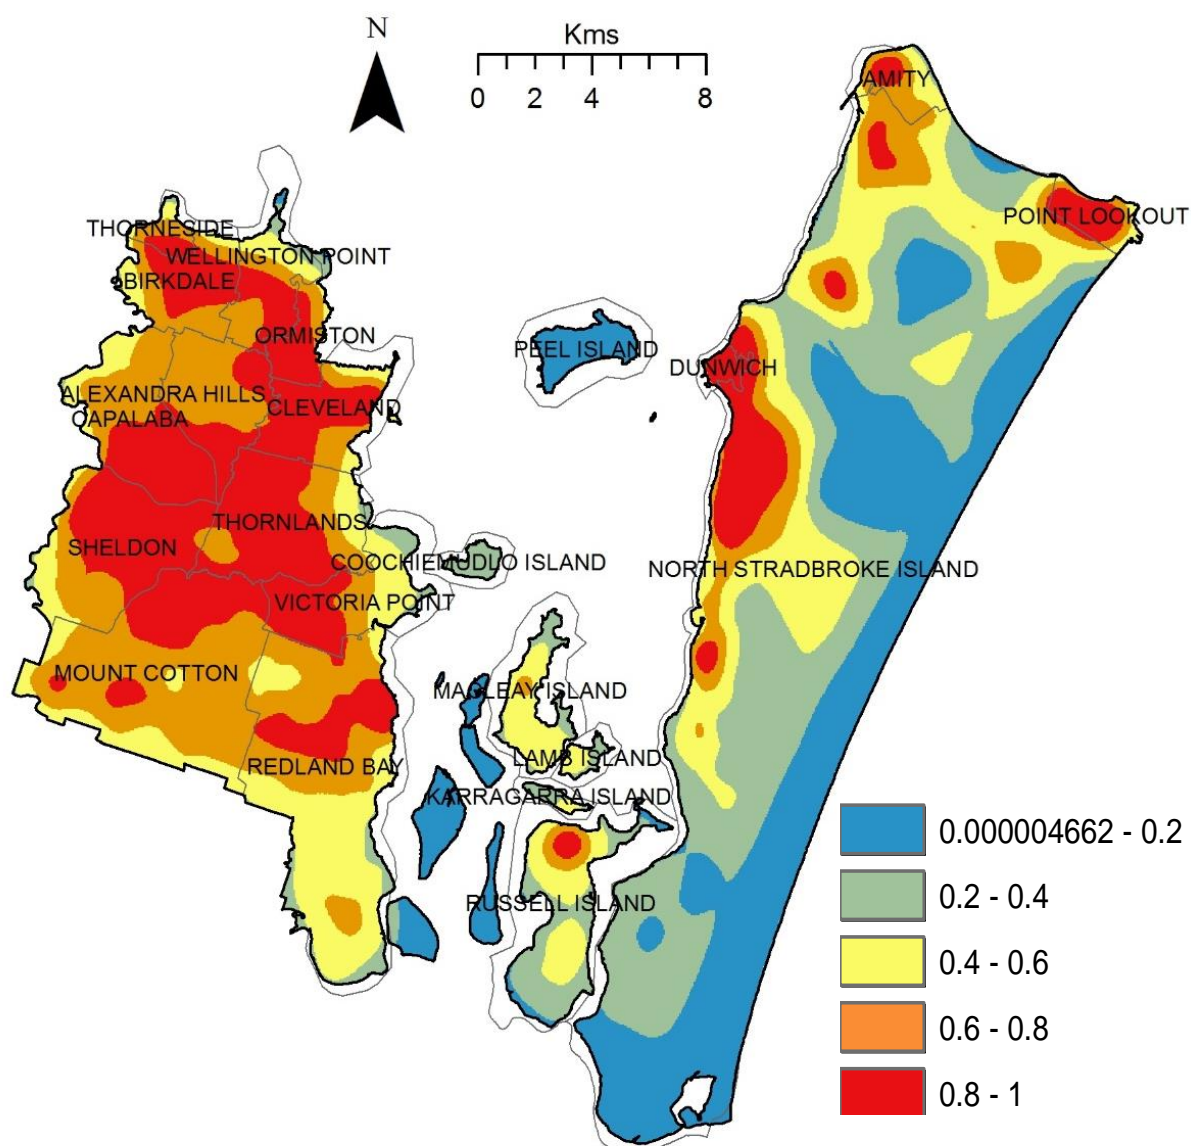 N
Kms
0 2 4 8
AMITY
POINT LOOKOUT
THORNESIDE
WELLINGTON POINT
BIRKDALE
ORMISTON
PEEL ISLAND
DUNWICH
ALEXANDRA HILLS
CLEVELAND
CAPALABA
THORNLANDS
SHELDON
COOCHIEMUDLO ISLAND
NORTH STRADBROKE ISLAND
VICTORIA POINT
MOUNT COTTON
MACLEAY ISLAND
LAMB ISLAND
REDLAND BAY
KARRAGARRA ISLAND
RUSSELL ISLAND
0.000004662 - 0.2
0.2 - 0.4
0.4 - 0.6
0.6 - 0.8
0.8 - 1